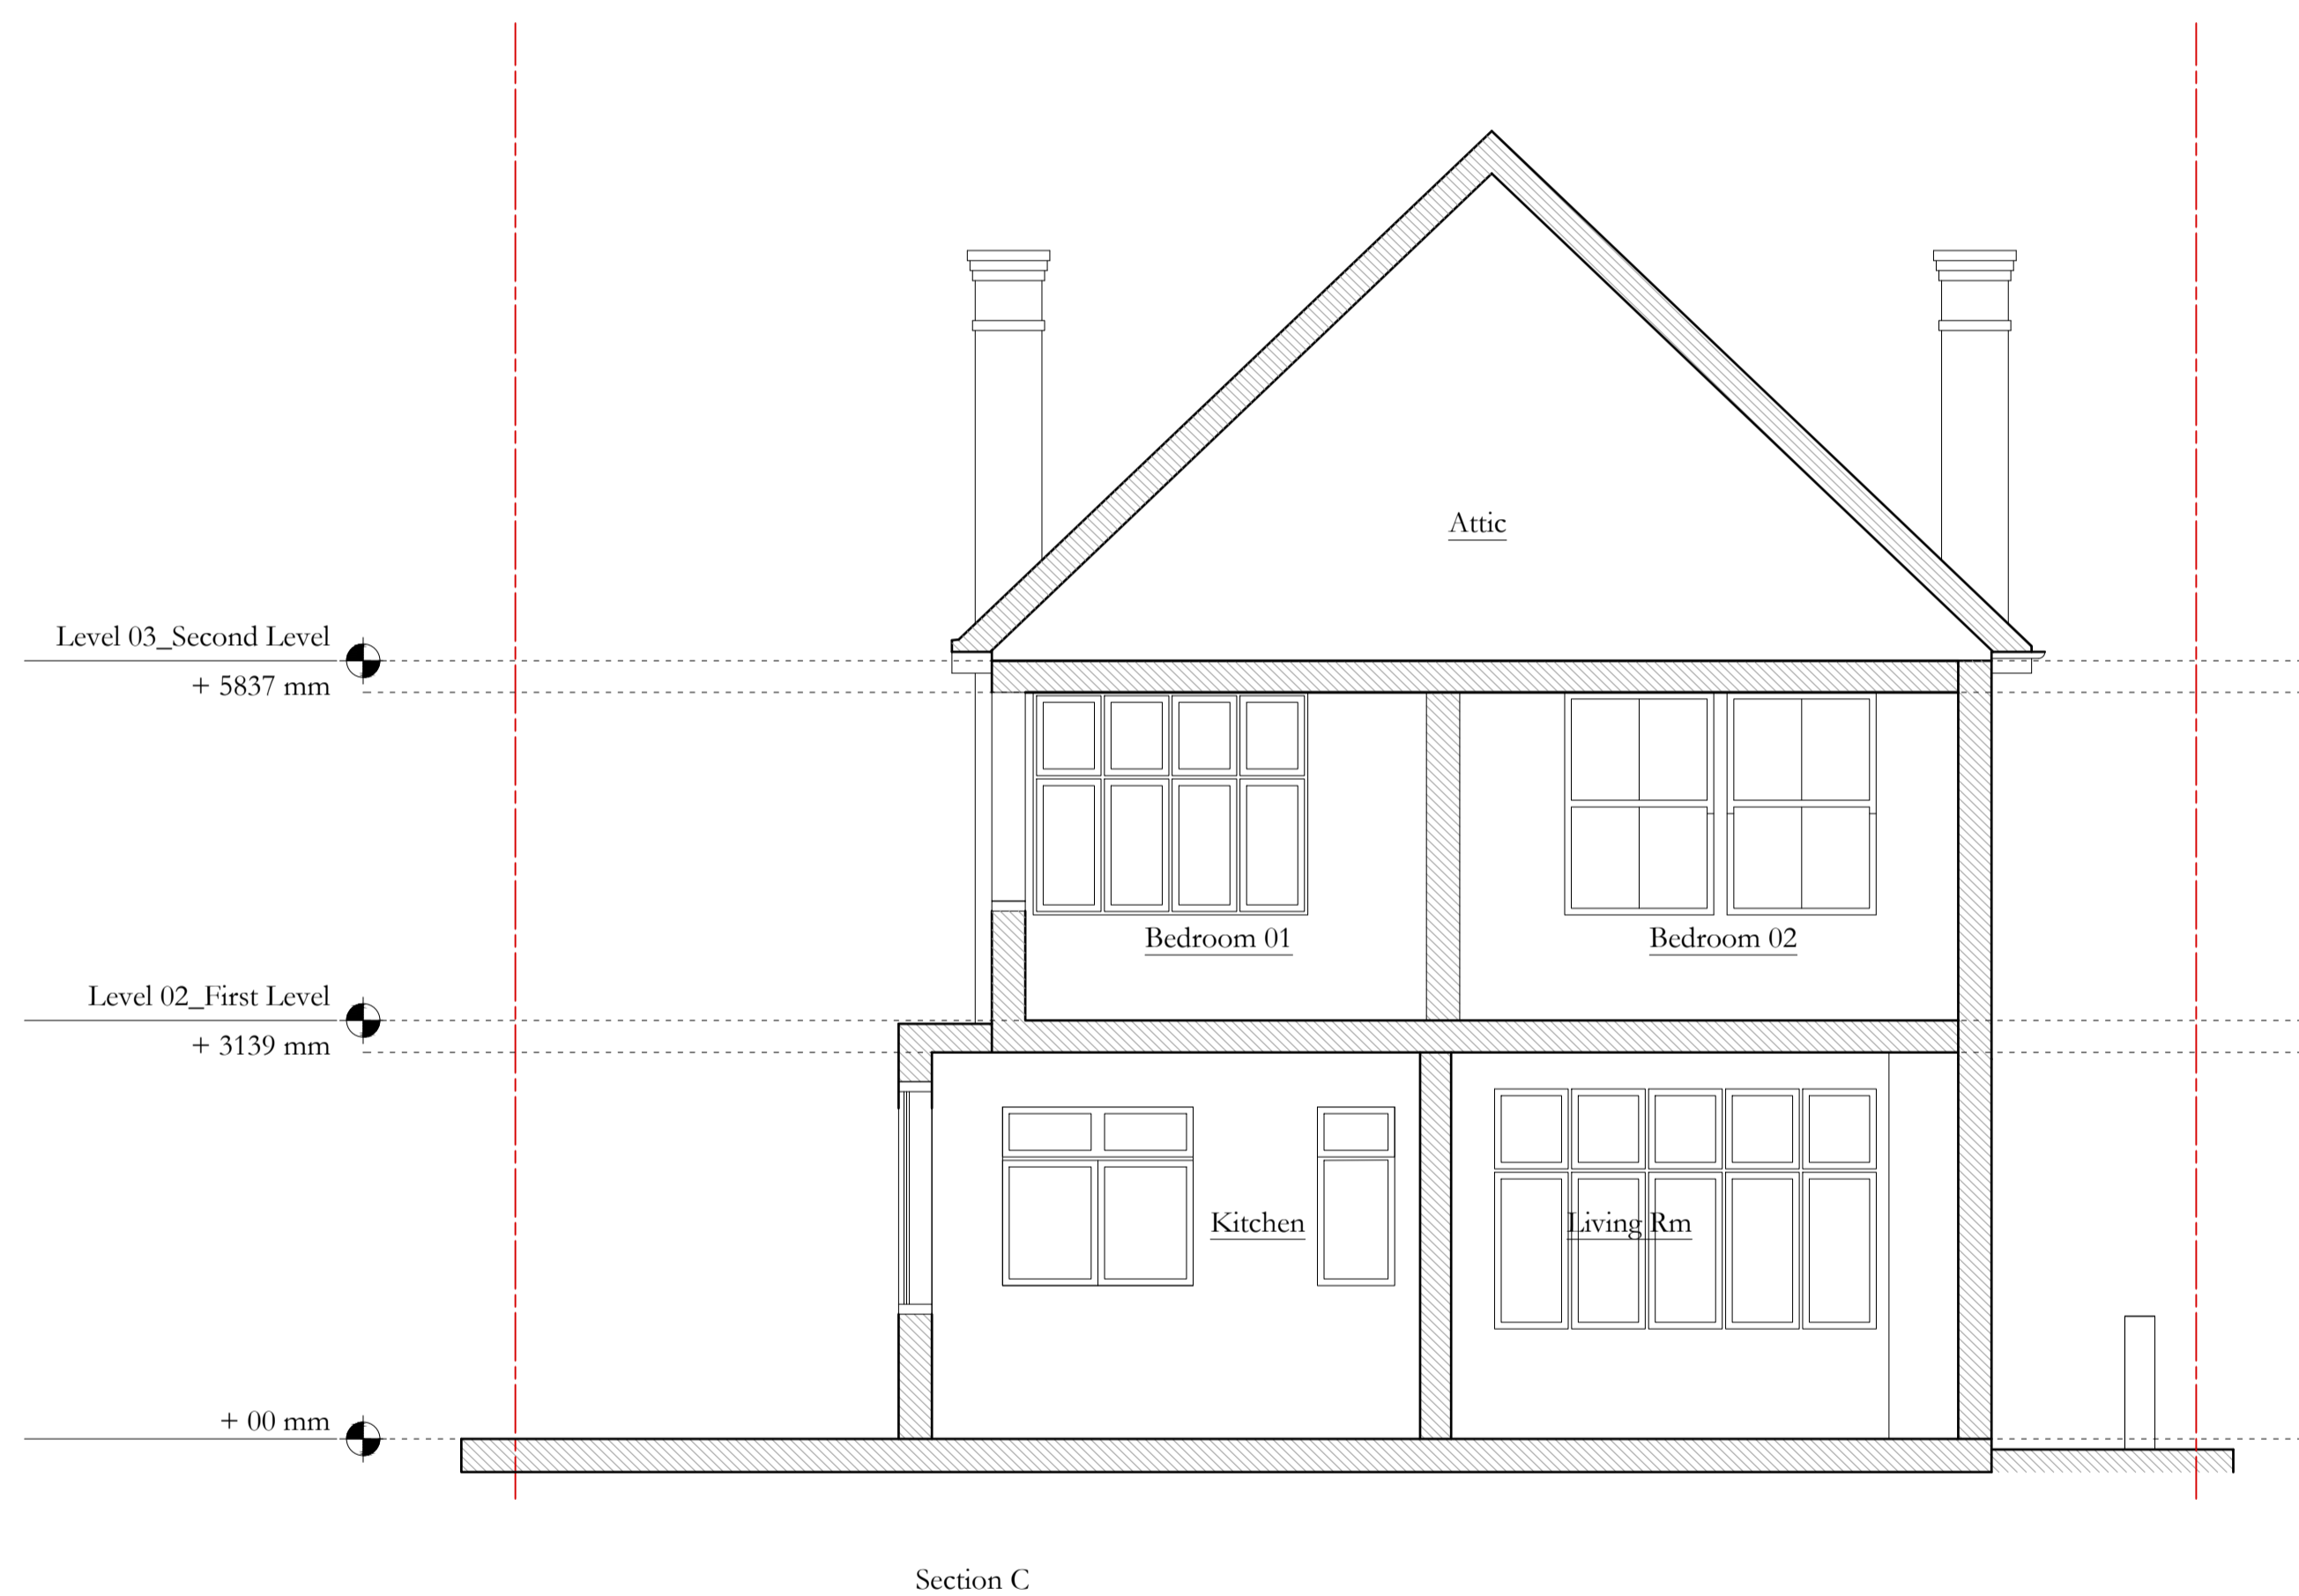 Attic
Level 03_Second Level
+ 5837 mm
Bedroom 01
Bedroom 02
Level 02_First Level
+ 3139 mm
Kitchen
Living Rm
+ 00 mm
Section C